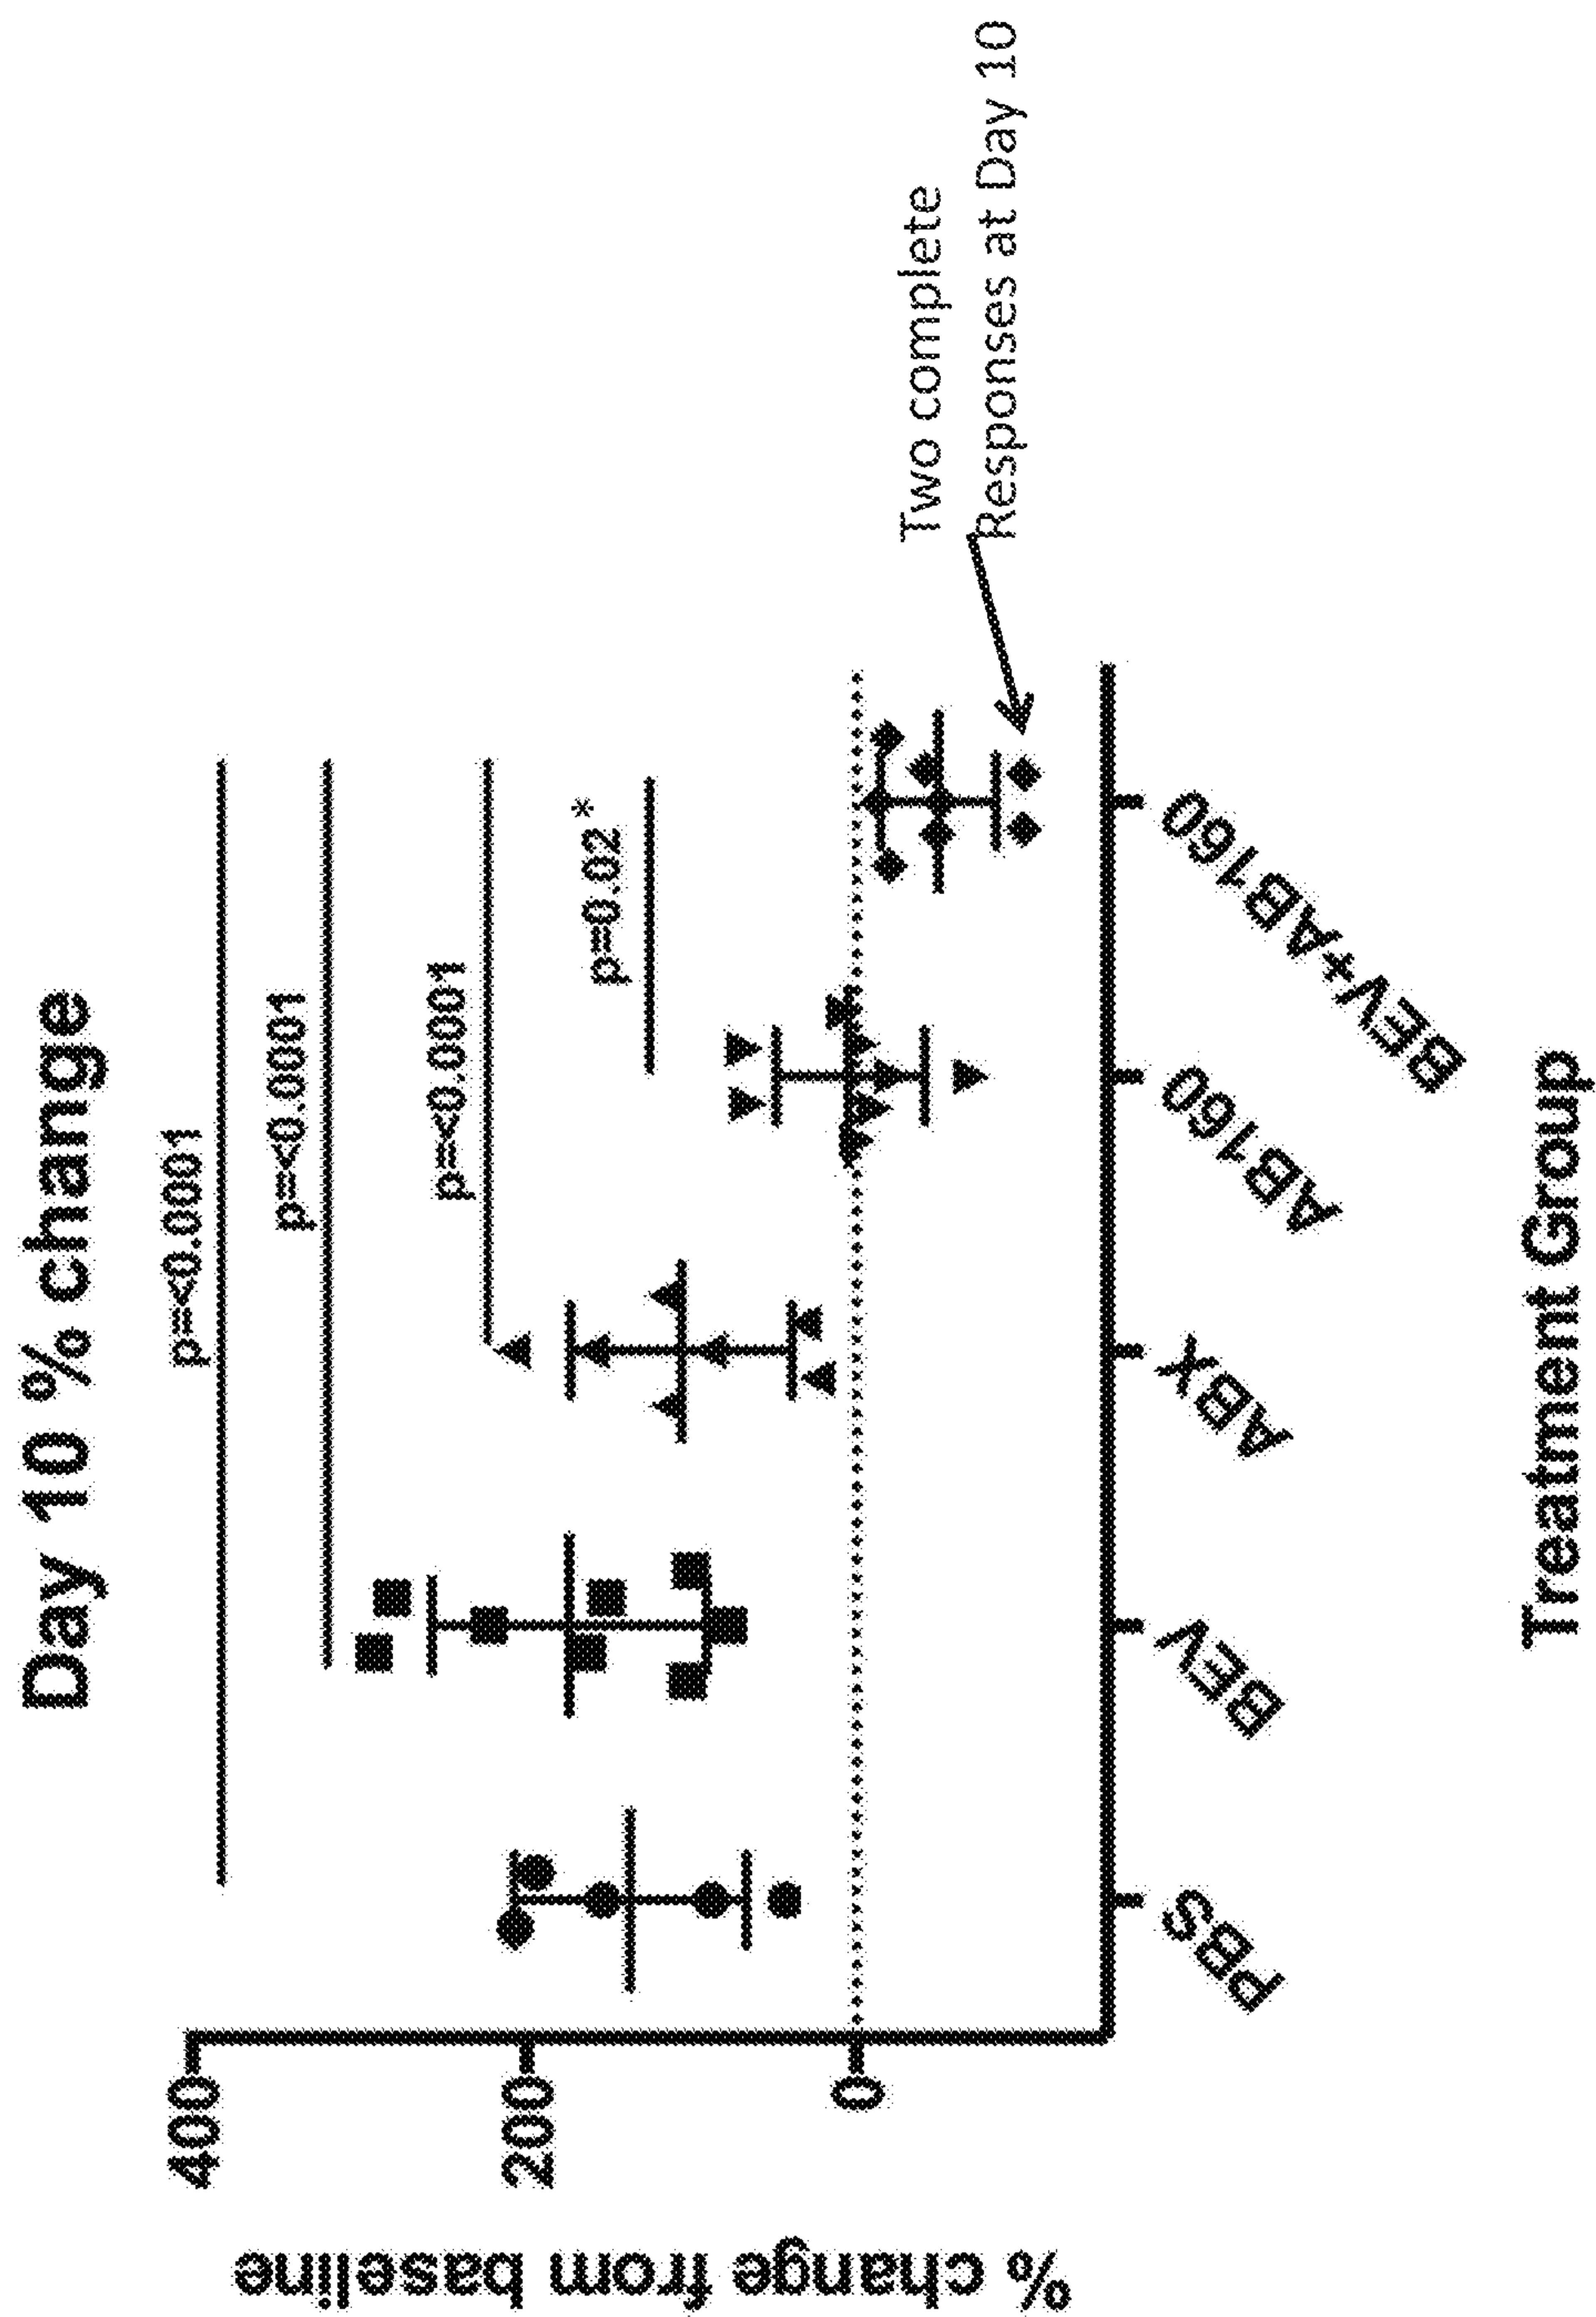 Day 10 % change
p=<0.0001
p=<0.0001
p=<0.0001
p=0.02*
% change from baseline
400
200
0
Two complete
Responses at Day 10
PBS
BEV
ABX
AB160
BEV+AB160
Treatment Group